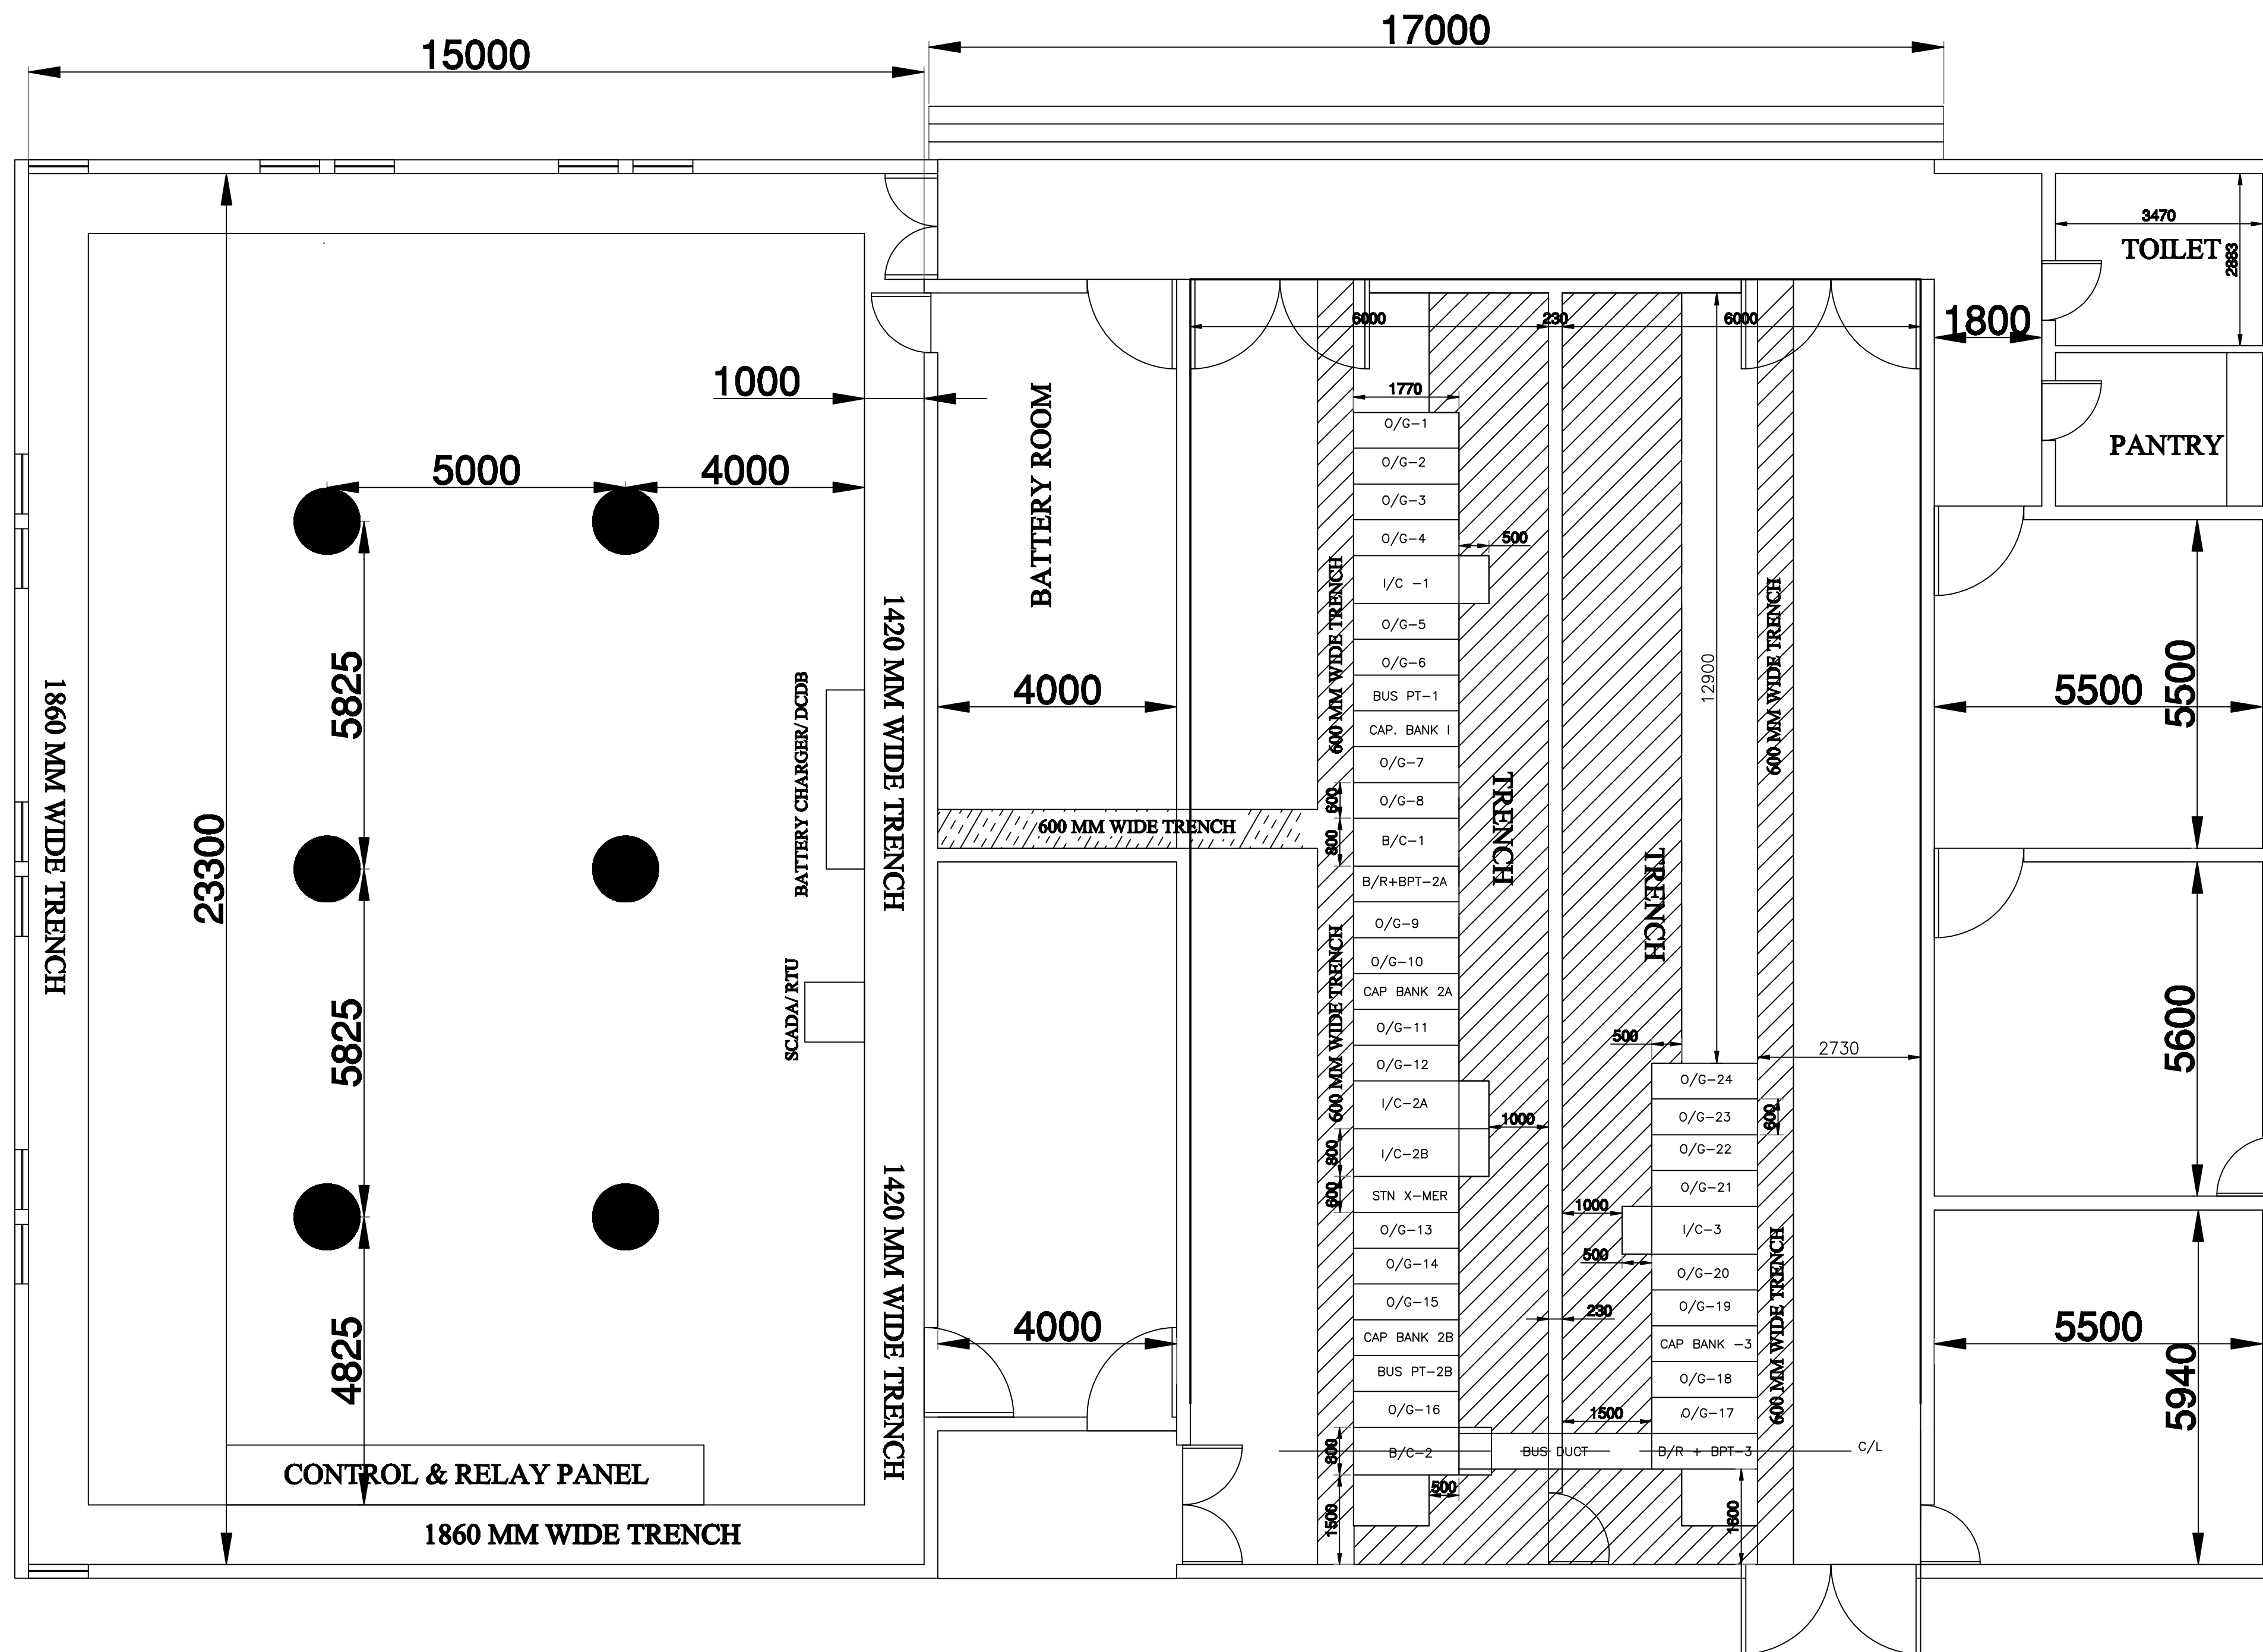 15000
17000
3470
TOILET
2883
6000
230
6000
1800
1000
1770
BATTERY ROOM
PANTRY
5000
4000
O/G-1
O/G-2
O/G-3
O/G-4
500
I/C -1
O/G-5
O/G-6
BUS PT-1
CAP. BANK I
O/G-7
O/G-8
B/C-1
B/R+BPT-2A
O/G-9
O/G-10
CAP BANK 2A
O/G-11
O/G-12
I/C-2A
I/C-2B
STN X-MER
O/G-13
O/G-14
O/G-15
CAP BANK 2B
BUS PT-2B
O/G-16
B/C-2
600 MM WIDE TRENCH
600 MM WIDE TRENCH
600
800
800
600
800
1500
500
1000
TRENCH
TRENCH
12900
600 MM WIDE TRENCH
600 MM WIDE TRENCH
500
2730
O/G-24
O/G-23
600
O/G-22
O/G-21
1000
I/C-3
500
O/G-20
O/G-19
230
CAP BANK -3
O/G-18
1500
O/G-17
BUS DUCT
B/R + BPT-3
C/L
1600
1860 MM WIDE TRENCH
23300
5825
5825
4825
BATTERY CHARGER/ DCDB
SCADA/ RTU
1420 MM WIDE TRENCH
1420 MM WIDE TRENCH
4000
600 MM WIDE TRENCH
4000
5500
5500
5600
5500
5940
CONTROL & RELAY PANEL
1860 MM WIDE TRENCH